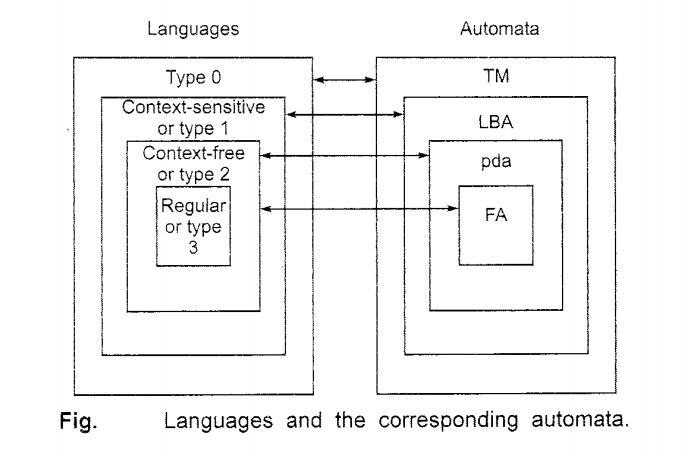 Languages
Automata
Type 0
TM
Context-sensitive
or type 1
LBA
Context-free
or type 2
pda
Regular
or type
3
FA
Fig. Languages and the corresponding automata.